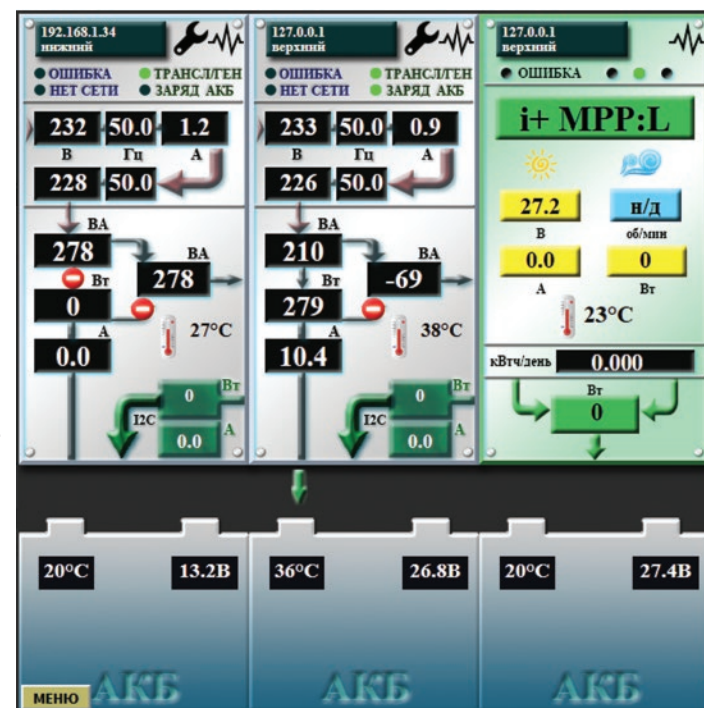 192.168.1.34
нижний
ОШИБКА
ТРАНСЛ/ГЕН
НЕТ СЕТИ
ЗАРЯД АКБ
232
50.0
1.2
В
Гц
А
228
50.0
ВА
278
ВА
Вт
278
0
27°C
А
0.0
Вт
0
I2C
0.0
А
127.0.0.1
верхний
ОШИБКА
ТРАНСЛ/ГЕН
НЕТ СЕТИ
ЗАРЯД АКБ
233
50.0
0.9
В
Гц
А
226
50.0
ВА
210
ВА
Вт
-69
279
38°C
А
10.4
Вт
0
I2C
0.0
А
127.0.0.1
верхний
ОШИБКА
i+ MPP:L
27.2
н/д
В
об/мин
0.0
0
А
Вт
23°C
кВтч/день
0.000
Вт
0
20°C
13.2В
АКБ
МЕНЮ
36°C
26.8В
АКБ
20°C
27.4В
АКБ